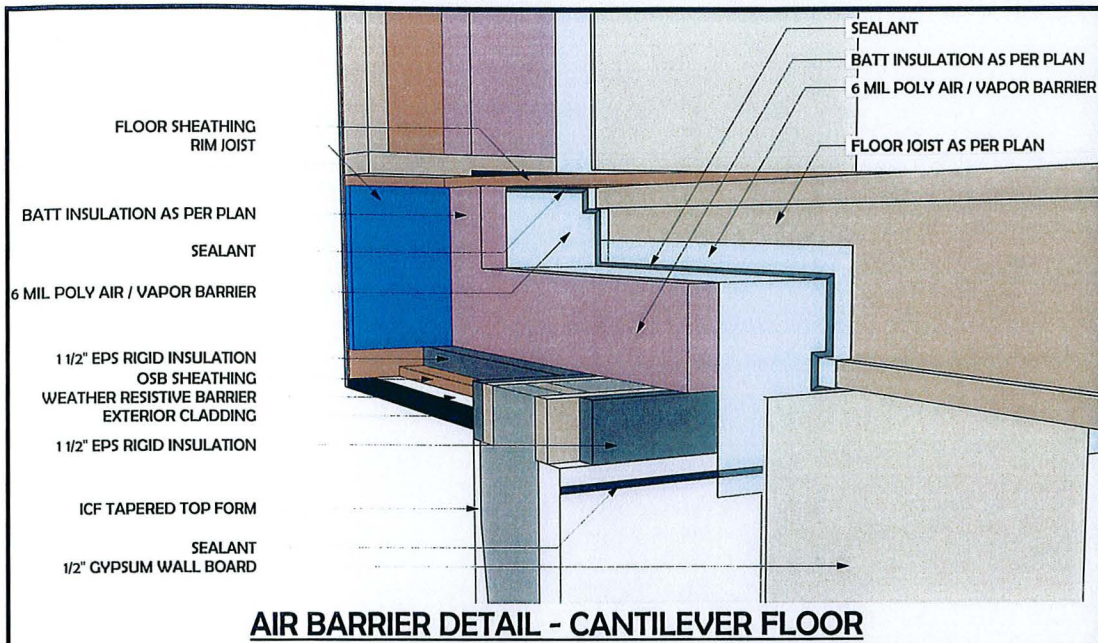 FLOOR SHEATHING
RIM JOIST
BATT INSULATION AS PER PLAN
SEALANT
6 MIL POLY AIR / VAPOR BARRIER
1 1/2" EPS RIGID INSULATION
OSB SHEATHING
WEATHER RESISTIVE BARRIER
EXTERIOR CLADDING
1 1/2" EPS RIGID INSULATION
ICF TAPERED TOP FORM
SEALANT
1/2" GYPSUM WALL BOARD
SEALANT
BATT INSULATION AS PER PLAN
6 MIL POLY AIR / VAPOR BARRIER
FLOOR JOIST AS PER PLAN
AIR BARRIER DETAIL - CANTILEVER FLOOR